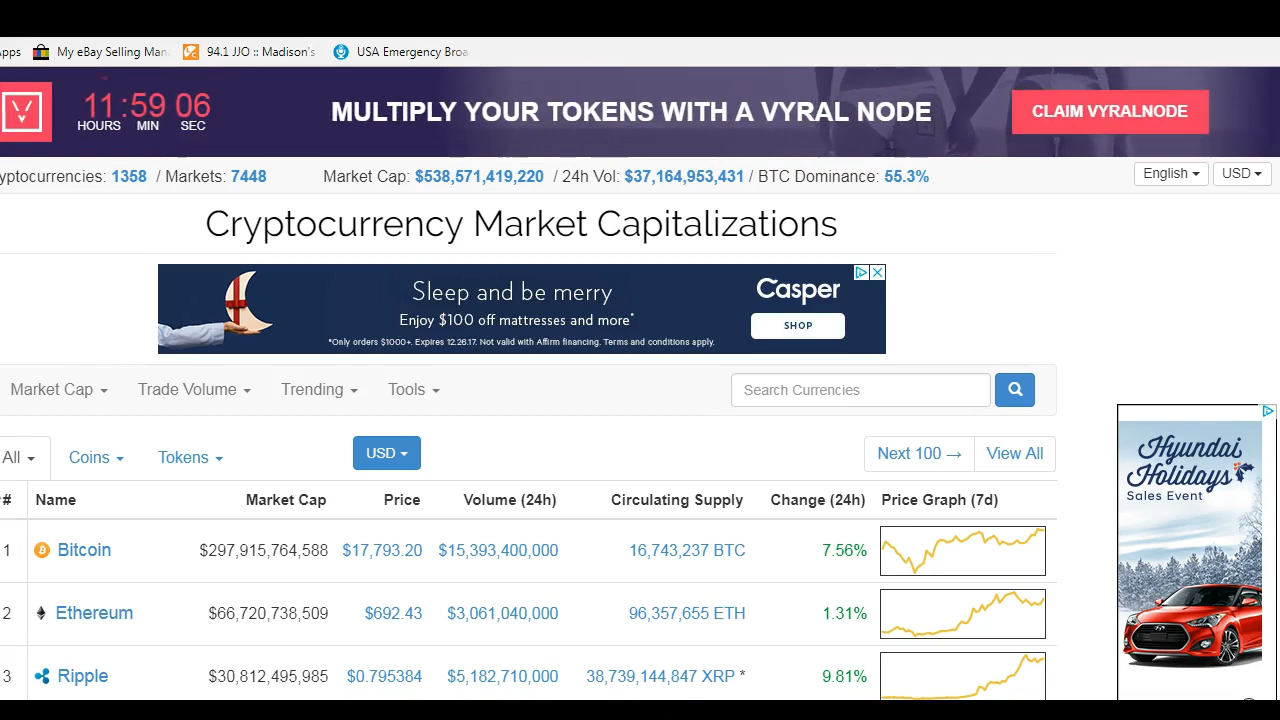 Apps My eBay Selling Man 94.1 JJO :: Madison's USA Emergency Broa
11 : 59 06
HOURS MIN SEC
MULTIPLY YOUR TOKENS WITH A VYRAL NODE
CLAIM VYRALNODE
yptocurrencies: 1358 / Markets: 7448 Market Cap: $538,571,419,220 / 24h Vol: $37,164,953,431 / BTC Dominance: 55.3%
English USD
Cryptocurrency Market Capitalizations
Sleep and be merry
Enjoy $100 off mattresses and more*
*Only orders $1000+. Expires 12.26.17. Not valid with Affirm financing. Terms and conditions apply.
Casper
SHOP
Market Cap Trade Volume Trending Tools Search Currencies
All Coins Tokens USD Next 100 → View All
# Name Market Cap Price Volume (24h) Circulating Supply Change (24h) Price Graph (7d)
1 Bitcoin $297,915,764,588 $17,793.20 $15,393,400,000 16,743,237 BTC 7.56%
2 Ethereum $66,720,738,509 $692.43 $3,061,040,000 96,357,655 ETH 1.31%
3 Ripple $30,812,495,985 $0.795384 $5,182,710,000 38,739,144,847 XRP * 9.81%
Hyundai
Holidays
Sales Event